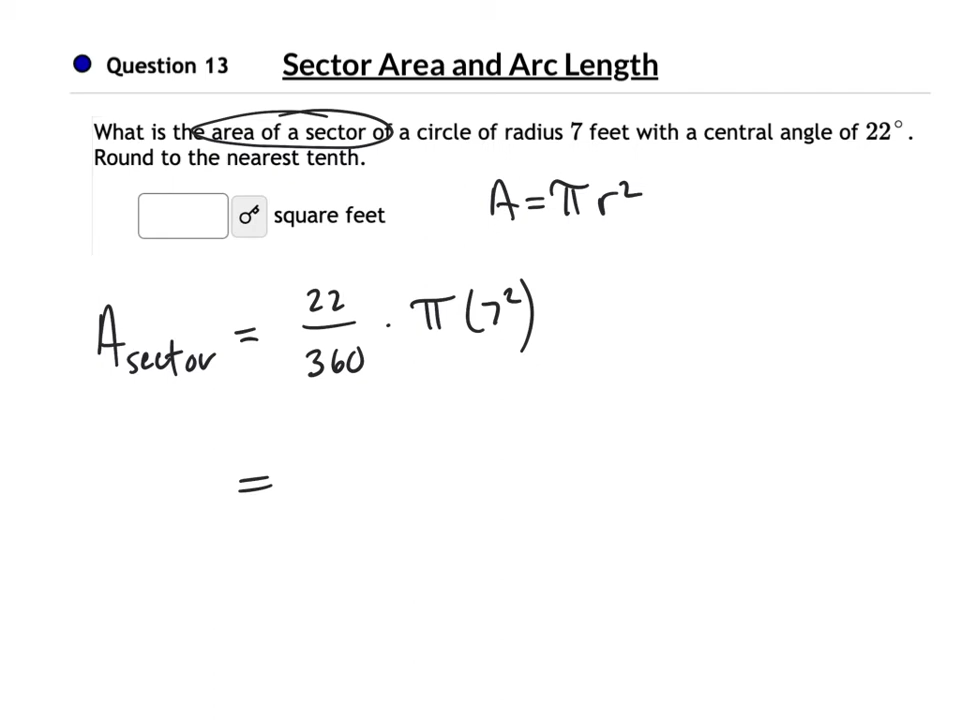 Question 13 Sector Area and Arc Length
What is the area of a sector of a circle of radius 7 feet with a central angle of 22°.
Round to the nearest tenth.
square feet
A = π r²
A sector = 22/360 · π(7²)
=